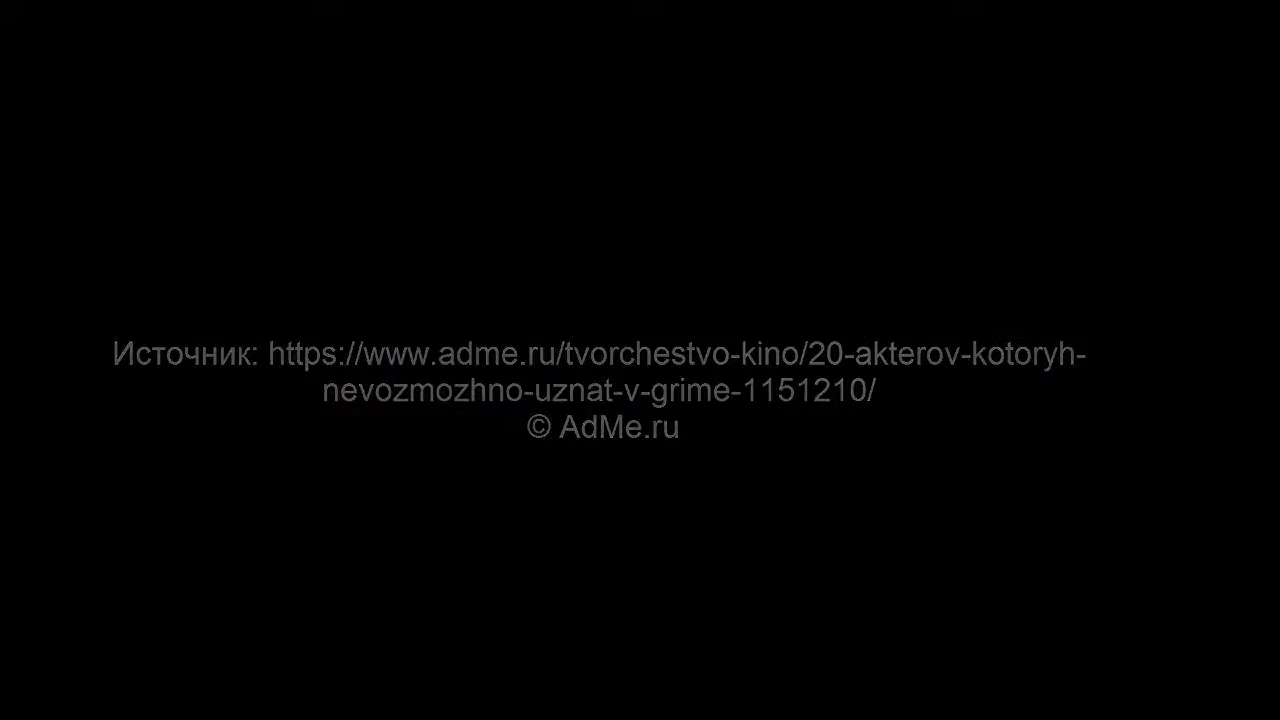 Источник: https://www.adme.ru/tvorchestvo-kino/20-akterov-kotoryh-
nevozmozhno-uznat-v-grime-1151210/
© AdMe.ru